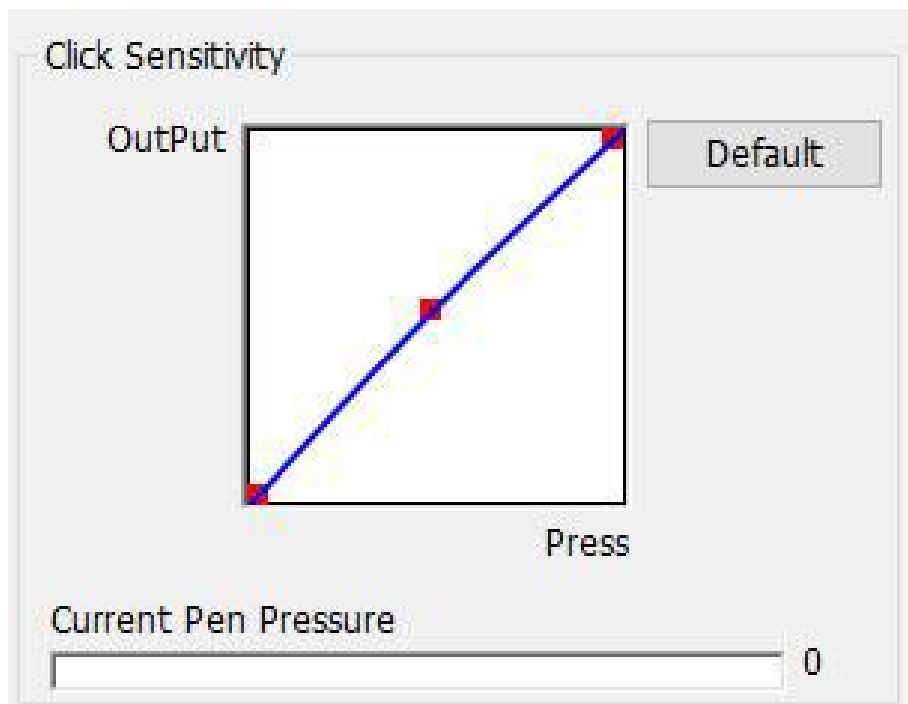 Click Sensitivity
OutPut
Default
Press
Current Pen Pressure
0